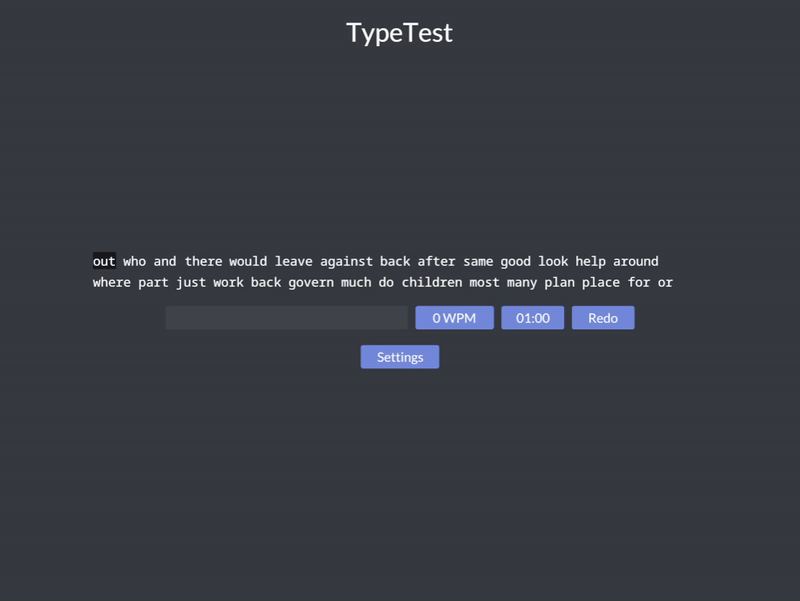 TypeTest
out who and there would leave against back after same good look help around
where part just work back govern much do children most many plan place for or
0 WPM 01:00 Redo
Settings